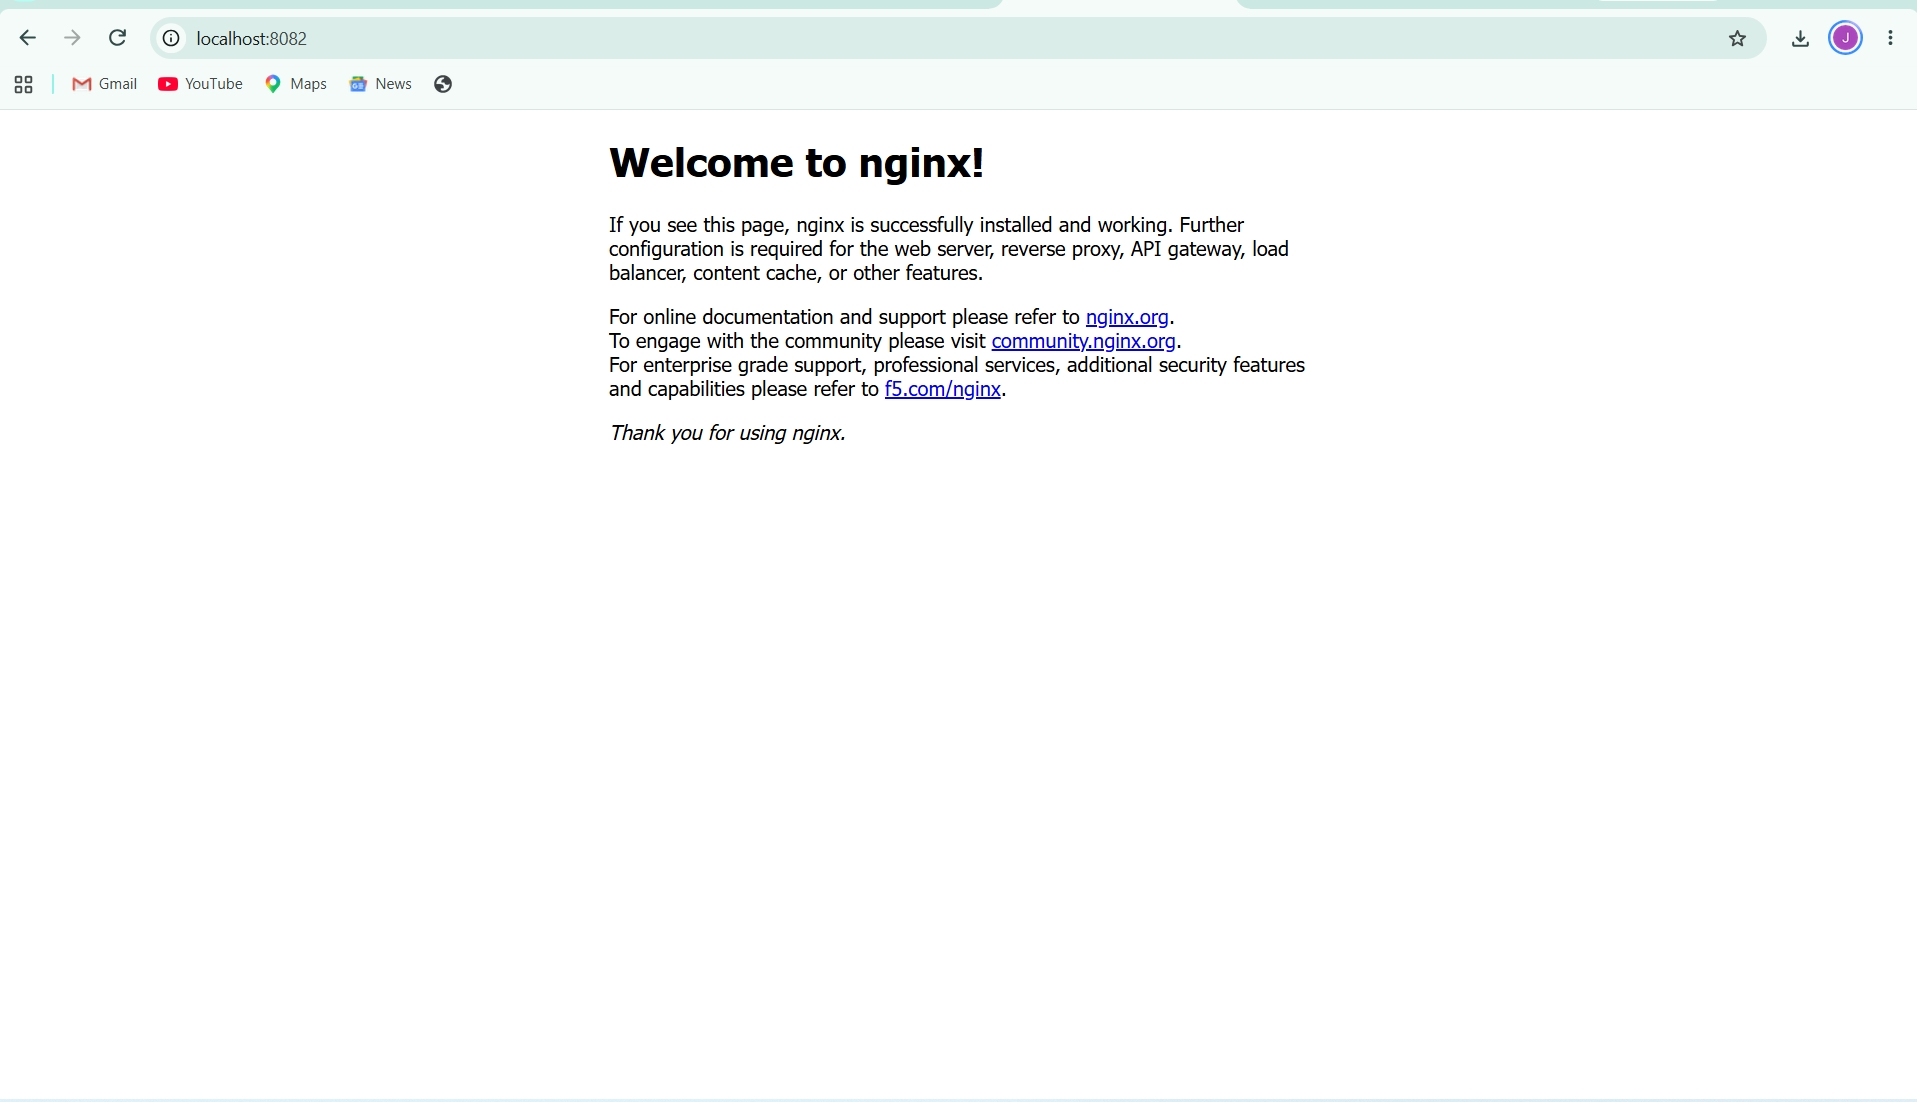 localhost:8082
J
Gmail
YouTube
Maps
News
Welcome to nginx!
If you see this page, nginx is successfully installed and working. Further
configuration is required for the web server, reverse proxy, API gateway, load
balancer, content cache, or other features.
For online documentation and support please refer to nginx.org.
To engage with the community please visit community.nginx.org.
For enterprise grade support, professional services, additional security features
and capabilities please refer to f5.com/nginx.
Thank you for using nginx.